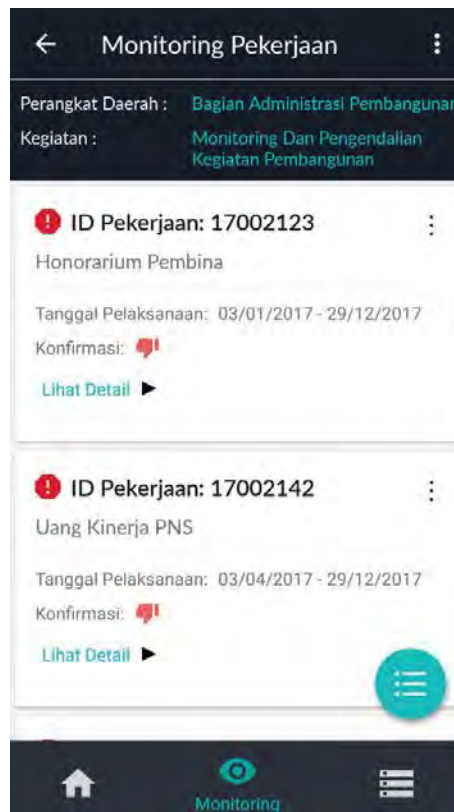 Monitoring Pekerjaan
Perangkat Daerah : Bagian Administrasi Pembangunan
Kegiatan : Monitoring Dan Pengendalian
Kegiatan Pembangunan
ID Pekerjaan: 17002123
Honorarium Pembina
Tanggal Pelaksanaan: 03/01/2017 - 29/12/2017
Konfirmasi:
Lihat Detail
ID Pekerjaan: 17002142
Uang Kinerja PNS
Tanggal Pelaksanaan: 03/04/2017 - 29/12/2017
Konfirmasi:
Lihat Detail
Monitoring